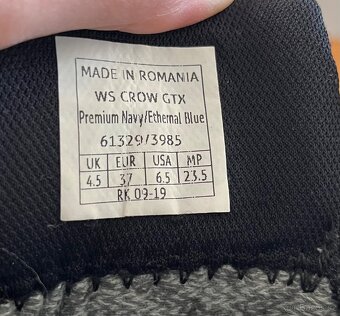 MADE IN ROMANIA
WS CROW GTX
Premium Navy/Ethernal Blue
61329/3985
UK EUR USA MP
4.5 37 6.5 23.5
RK 09-19